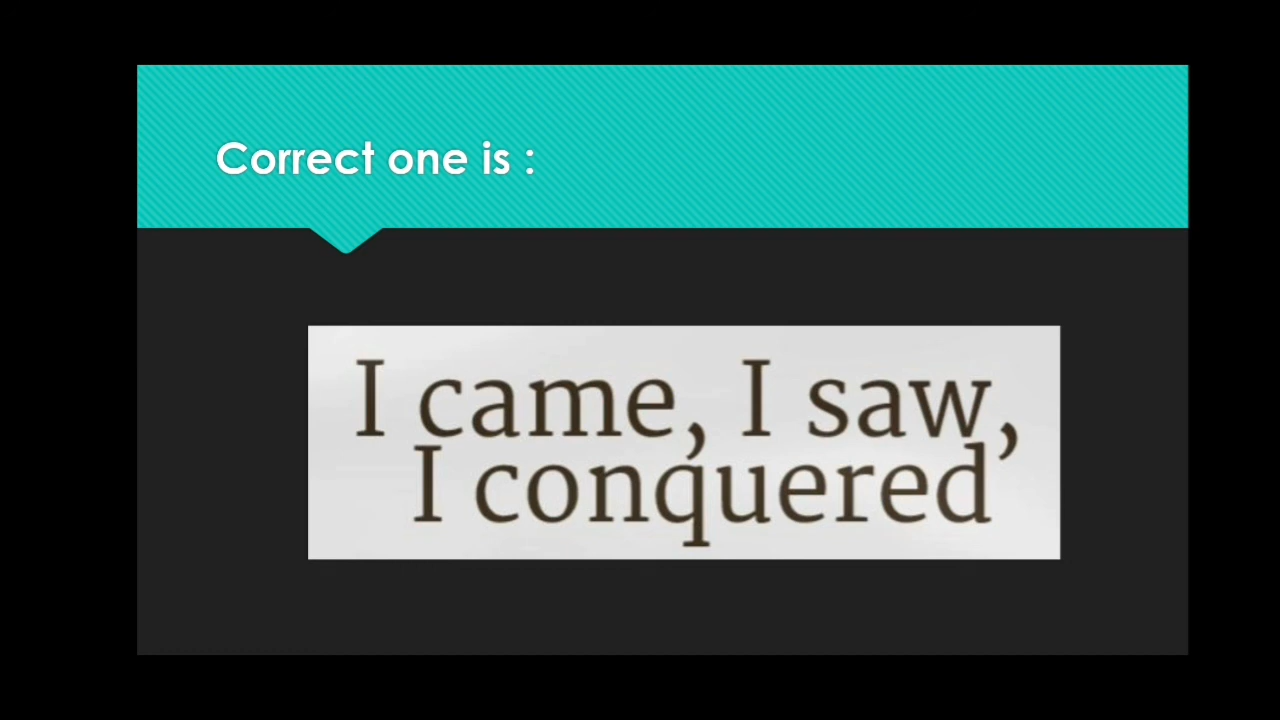 Correct one is :
I came, I saw,
I conquered